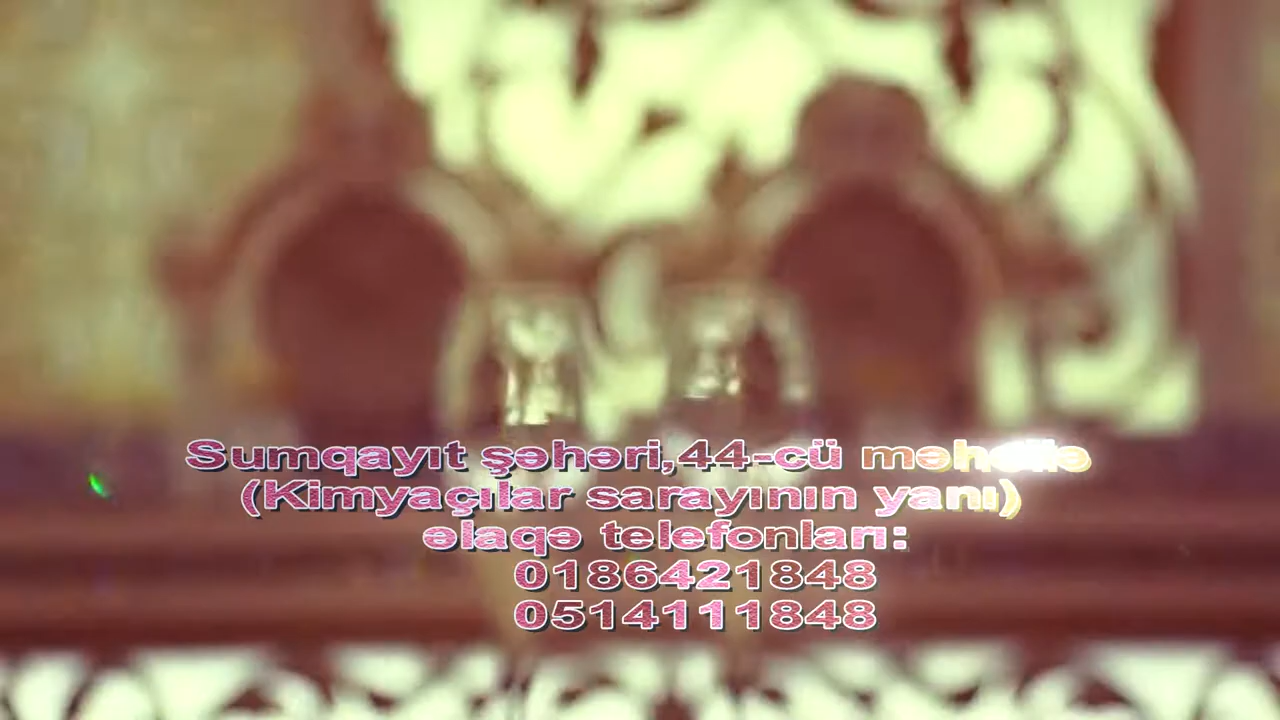 Sumqayıt şəhəri,44-cü məhəllə
(Kimyaçılar sarayının yanı)
əlaqə telefonları:
0186421848
0514111848